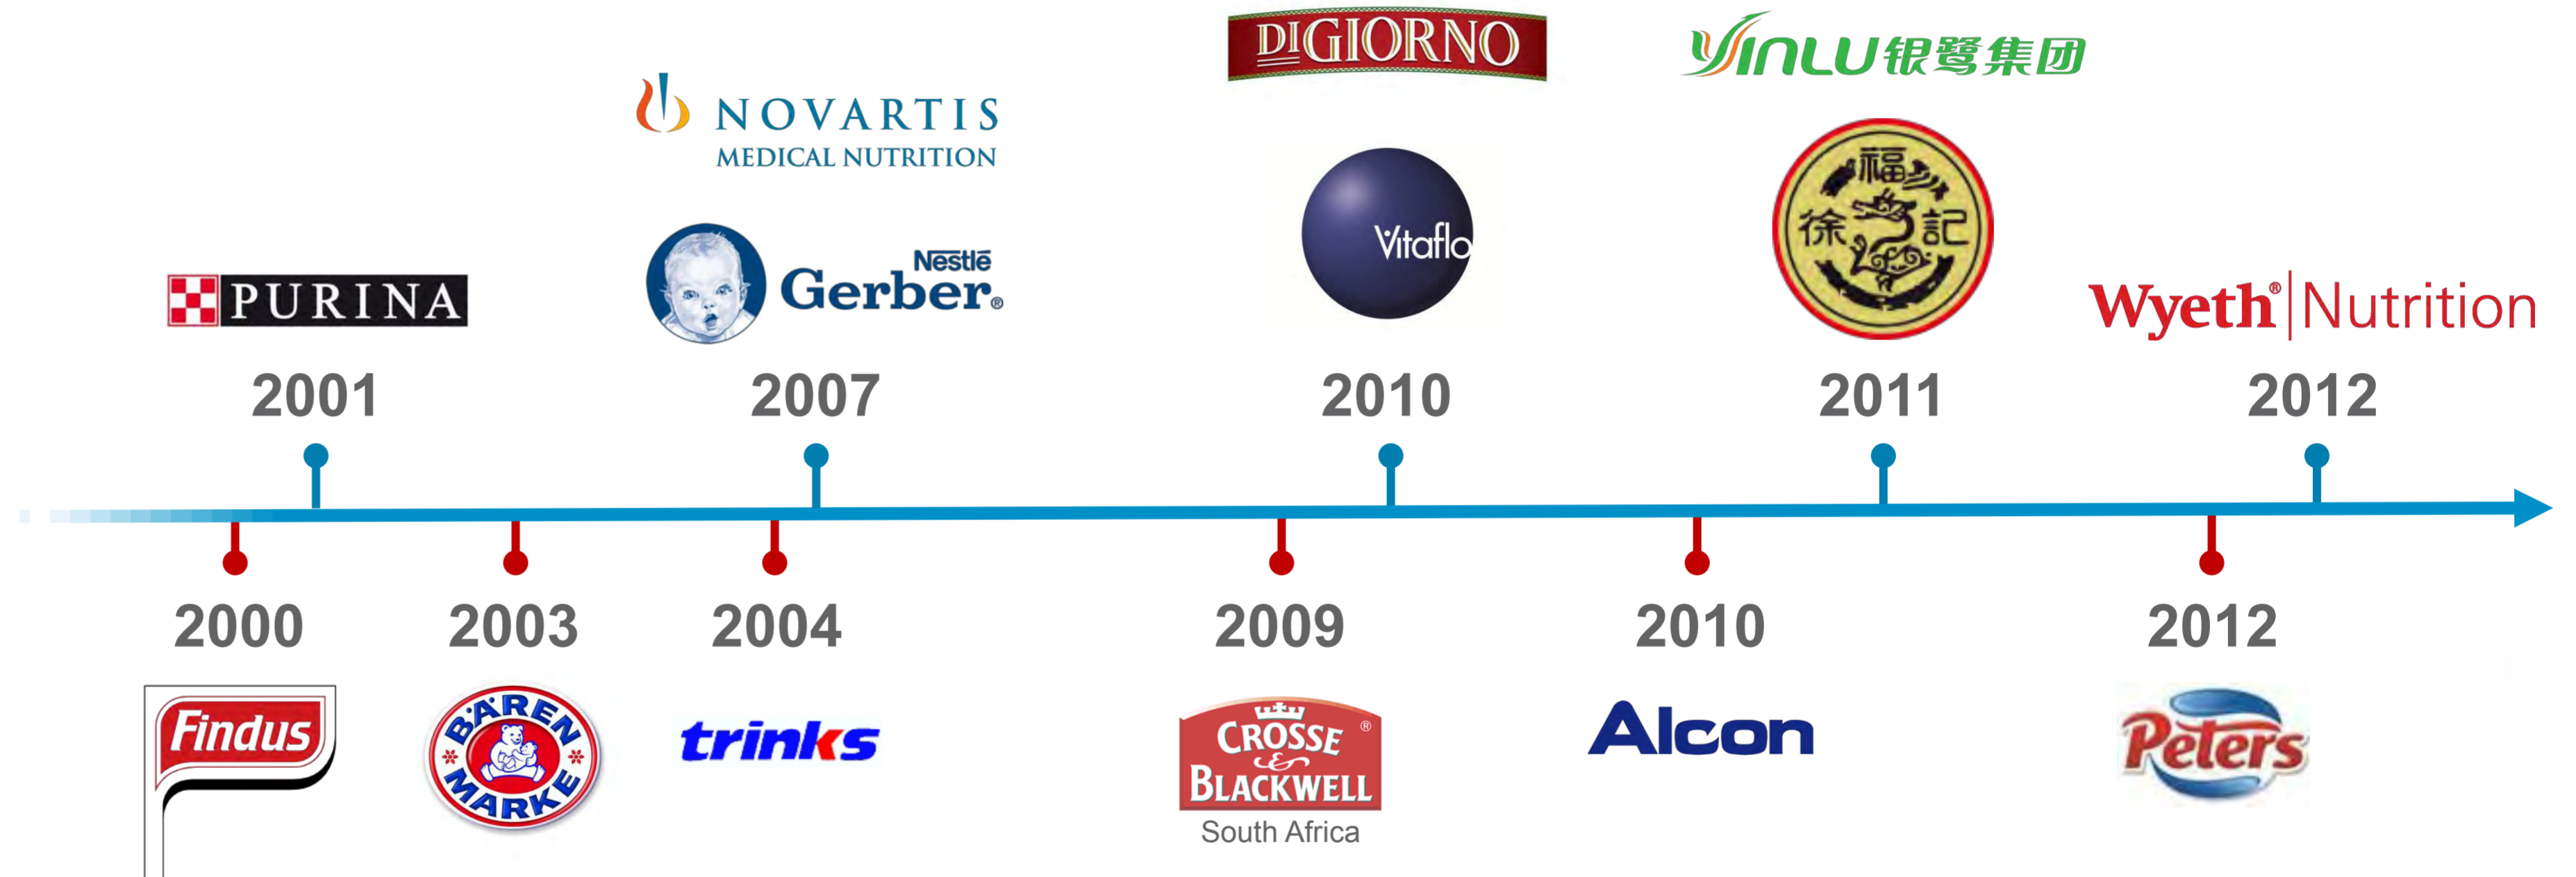 DIGIORNO
YINLU银鹭集团
NOVARTIS
MEDICAL NUTRITION
福
徐 記
Vitaflo
PURINA
Nestlé
Gerber®
Wyeth® Nutrition
2001
2007
2010
2011
2012
2000
2003
2004
2009
2010
2012
Findus
BÄREN
MARKE
trinks
CROSSE ®
&
BLACKWELL
South Africa
Alcon
Peters